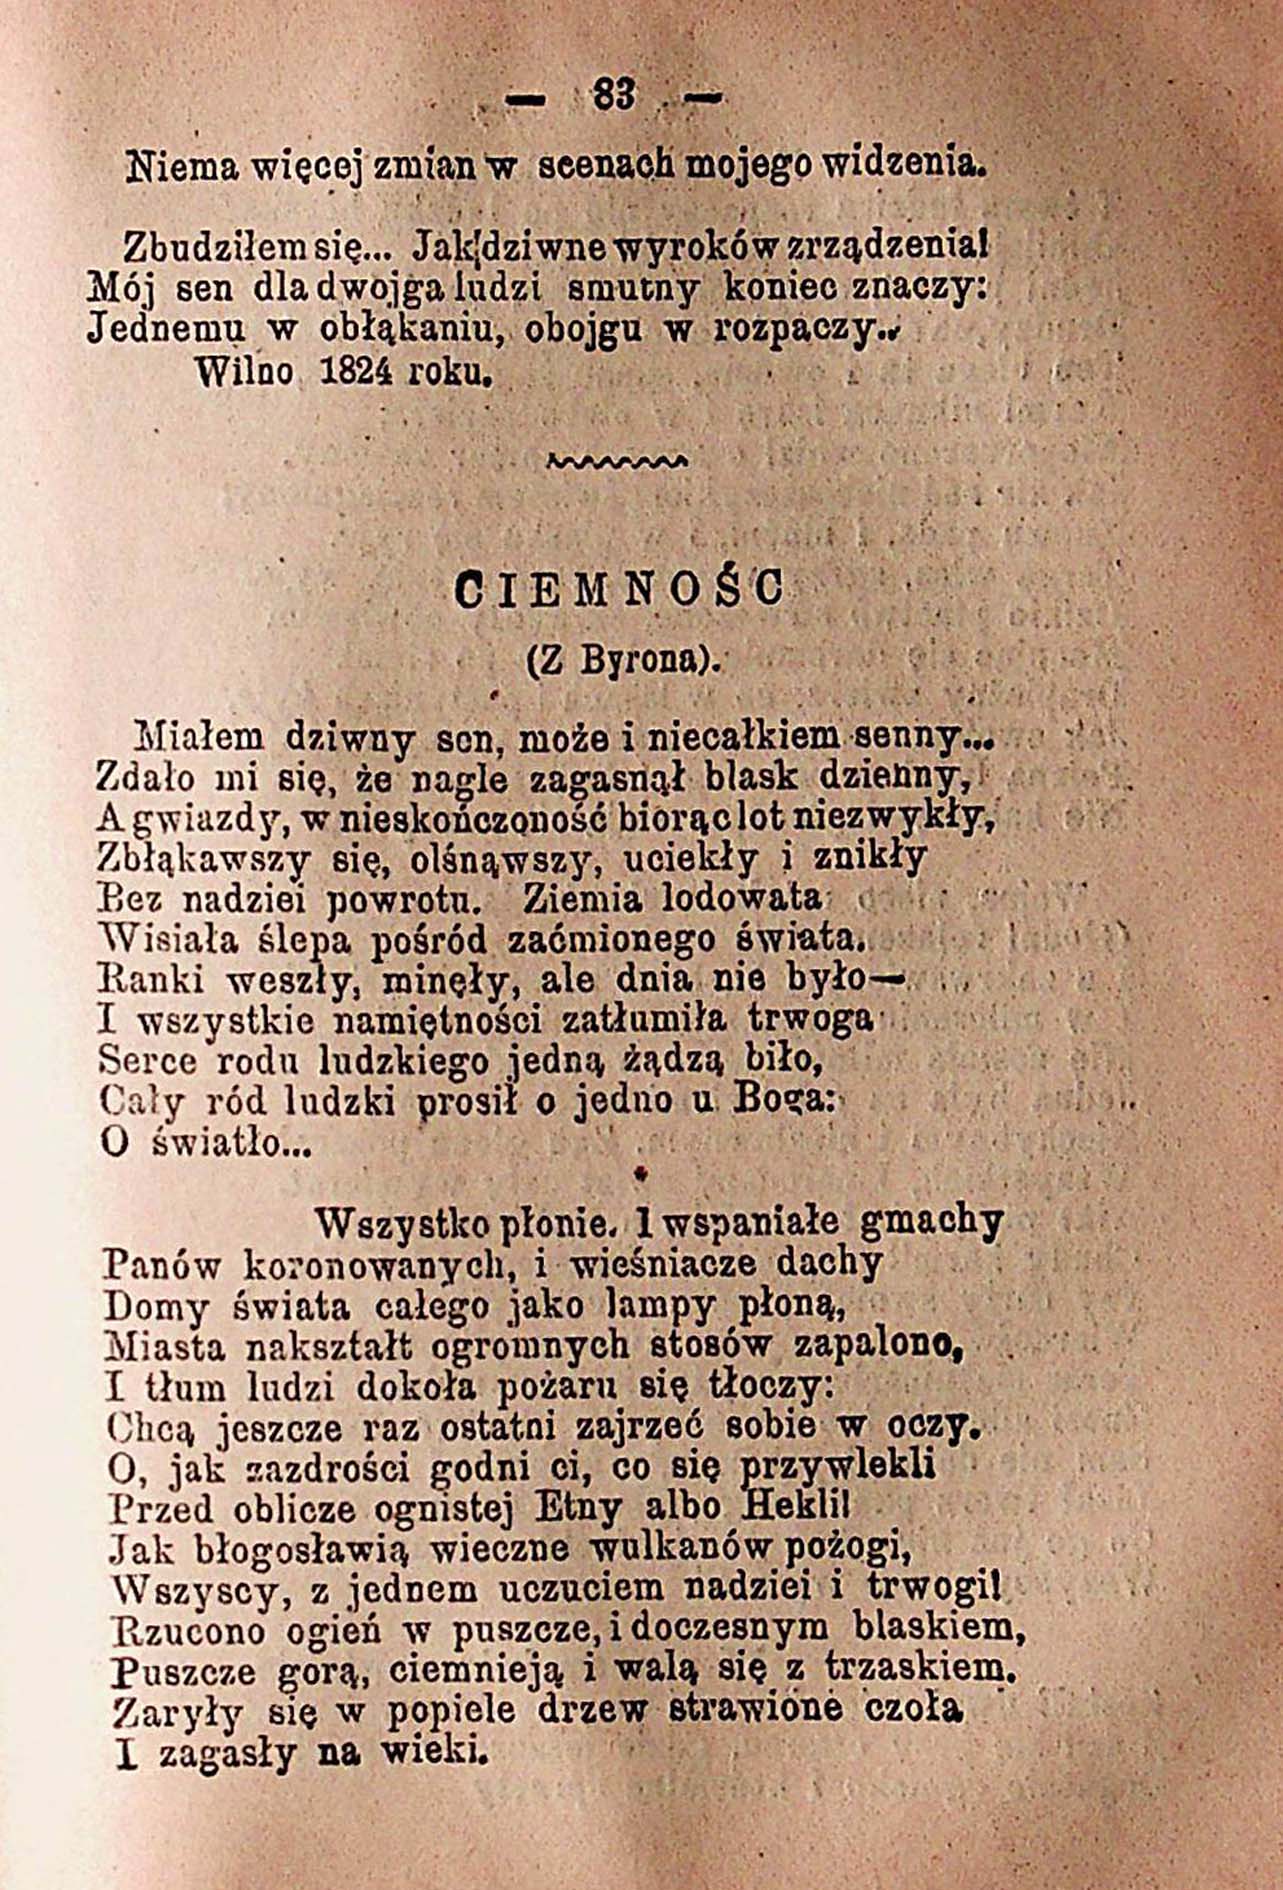 — 83 —
Niema więcej zmian w scenach mojego widzenia.
Zbudziłem się... Jak dziwne wyroków zrządzenia!
Mój sen dla dwojga ludzi smutny koniec znaczy:
Jednemu w obłąkaniu, obojgu w rozpaczy..
Wilno 1824 roku.
CIEMNOŚC
(Z Byrona).
Miałem dziwny sen, może i niecałkiem senny...
Zdało mi się, że nagle zagasnął blask dzienny,
A gwiazdy, w nieskończoność biorąc lot niezwykły,
Zbłąkawszy się, olśnąwszy, uciekły i znikły
Bez nadziei powrotu. Ziemia lodowata
Wisiała ślepa pośród zaćmionego świata.
Ranki weszły, minęły, ale dnia nie było—
I wszystkie namiętności zatłumiła trwoga
Serce rodu ludzkiego jedną żądzą biło,
Cały ród ludzki prosił o jedno u Boga:
O światło...
Wszystko płonie. I wspaniałe gmachy
Panów koronowanych, i wieśniacze dachy
Domy świata całego jako lampy płoną,
Miasta nakształt ogromnych stosów zapalono,
I tłum ludzi dokoła pożaru się tłoczy:
Chcą jeszcze raz ostatni zajrzeć sobie w oczy.
O, jak zazdrości godni ci, co się przywlekli
Przed oblicze ognistej Etny albo Hekli!
Jak błogosławią wieczne wulkanów pożogi,
Wszyscy, z jednem uczuciem nadziei i trwogi!
Rzucono ogień w puszcze, i doczesnym blaskiem,
Puszcze gorą, ciemnieją i walą się z trzaskiem.
Zaryły się w popiele drzew strawione czoła
I zagasły na wieki.